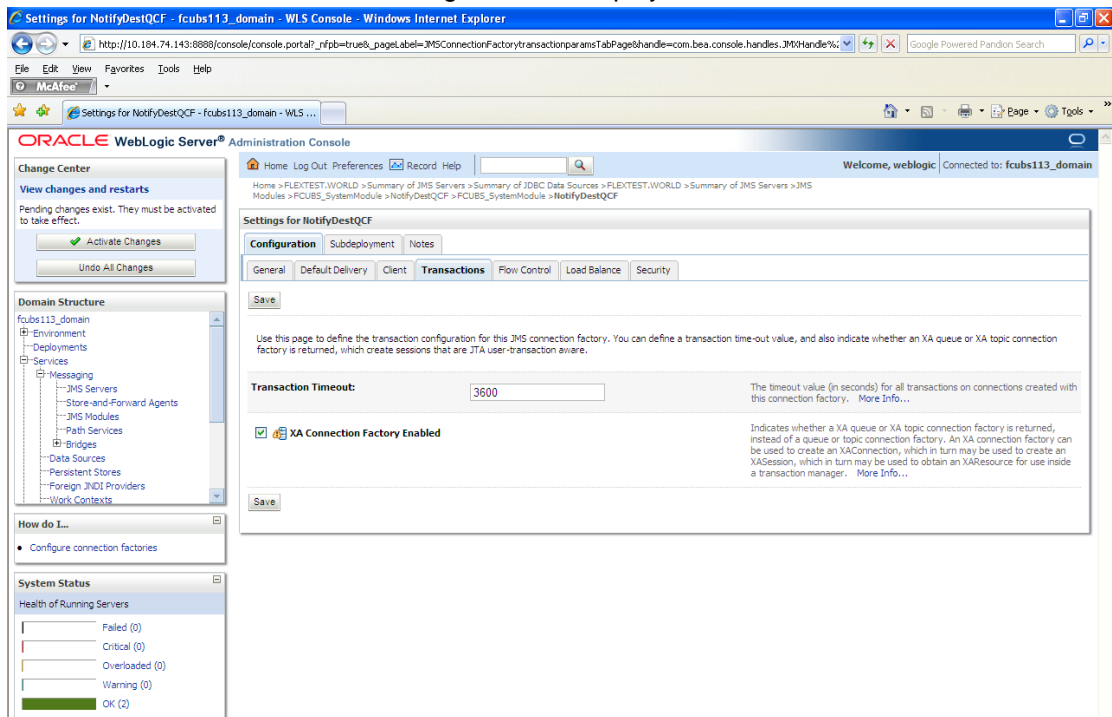 Settings for NotifyDestQCF - fcubs113_domain - WLS Console - Windows Internet Explorer
http://10.184.74.143:8888/console/console.portal?_nfpb=true&_pageLabel=JMSConnectionFactorytransactionparamsTabPage&handle=com.bea.console.handles.JMXHandle%
Google Powered Pandion Search
File Edit View Favorites Tools Help
McAfee
Settings for NotifyDestQCF - fcubs113_domain - WLS ...
Page Tools »
ORACLE WebLogic Server® Administration Console
Change Center
View changes and restarts
Pending changes exist. They must be activated
to take effect.
Activate Changes
Undo All Changes
Domain Structure
fcubs113_domain
Environment
Deployments
Services
Messaging
JMS Servers
Store-and-Forward Agents
JMS Modules
Path Services
Bridges
Data Sources
Persistent Stores
Foreign JNDI Providers
Work Contexts
How do I...
Configure connection factories
System Status
Health of Running Servers
Failed (0)
Critical (0)
Overloaded (0)
Warning (0)
OK (2)
Home Log Out Preferences Record Help
Welcome, weblogic Connected to: fcubs113_domain
Home >FLEXTEST.WORLD >Summary of JMS Servers >Summary of JDBC Data Sources >FLEXTEST.WORLD >Summary of JMS Servers >JMS
Modules >FCUBS_SystemModule >NotifyDestQCF >FCUBS_SystemModule >NotifyDestQCF
Settings for NotifyDestQCF
Configuration Subdeployment Notes
General Default Delivery Client Transactions Flow Control Load Balance Security
Save
Use this page to define the transaction configuration for this JMS connection factory. You can define a transaction time-out value, and also indicate whether an XA queue or XA topic connection
factory is returned, which create sessions that are JTA user-transaction aware.
Transaction Timeout:
3600
The timeout value (in seconds) for all transactions on connections created with
this connection factory. More Info...
XA Connection Factory Enabled
Indicates whether a XA queue or XA topic connection factory is returned,
instead of a queue or topic connection factory. An XA connection factory can
be used to create an XAConnection, which in turn may be used to create an
XASession, which in turn may be used to obtain an XAResource for use inside
a transaction manager. More Info...
Save